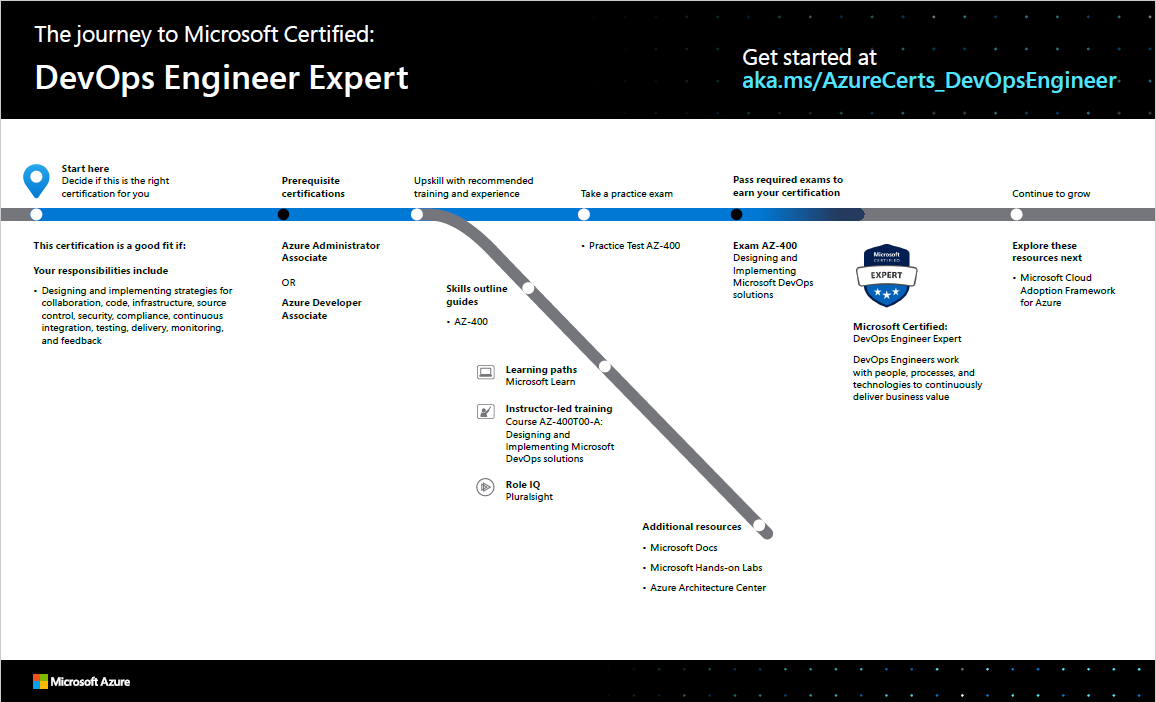 The journey to Microsoft Certified:
DevOps Engineer Expert
Get started at
aka.ms/AzureCerts_DevOpsEngineer
Start here
Decide if this is the right
certification for you
Prerequisite
certifications
Upskill with recommended
training and experience
Take a practice exam
Pass required exams to
earn your certification
Continue to grow
This certification is a good fit if:
Your responsibilities include
• Designing and implementing strategies for
collaboration, code, infrastructure, source
control, security, compliance, continuous
integration, testing, delivery, monitoring,
and feedback
Azure Administrator
Associate
OR
Azure Developer
Associate
Skills outline
guides
• AZ-400
Learning paths
Microsoft Learn
Instructor-led training
Course AZ-400T00-A:
Designing and
Implementing Microsoft
DevOps solutions
Role IQ
Pluralsight
Additional resources
• Microsoft Docs
• Microsoft Hands-on Labs
• Azure Architecture Center
• Practice Test AZ-400
Exam AZ-400
Designing and
Implementing
Microsoft DevOps
solutions
Microsoft
CERTIFIED
EXPERT
Microsoft Certified:
DevOps Engineer Expert
DevOps Engineers work
with people, processes, and
technologies to continuously
deliver business value
Explore these
resources next
• Microsoft Cloud
Adoption Framework
for Azure
Microsoft Azure